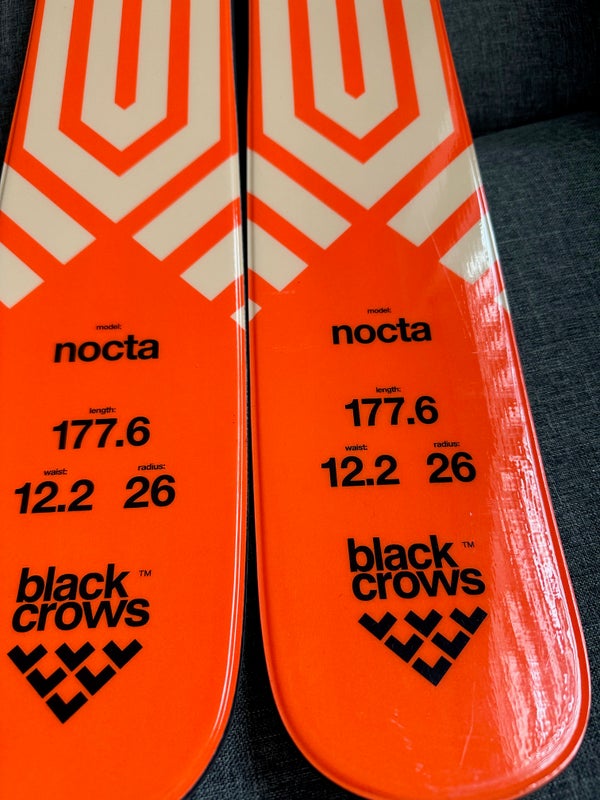 model:
nocta
length:
177.6
waist: radius:
12.2 26
black
crows ™
model:
nocta
length:
177.6
waist: radius:
12.2 26
black
crows ™